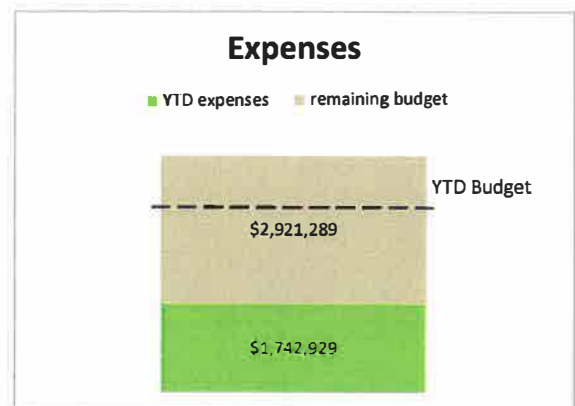 Expenses
YTD expenses remaining budget
YTD Budget
$2,921,289
$1,742,929